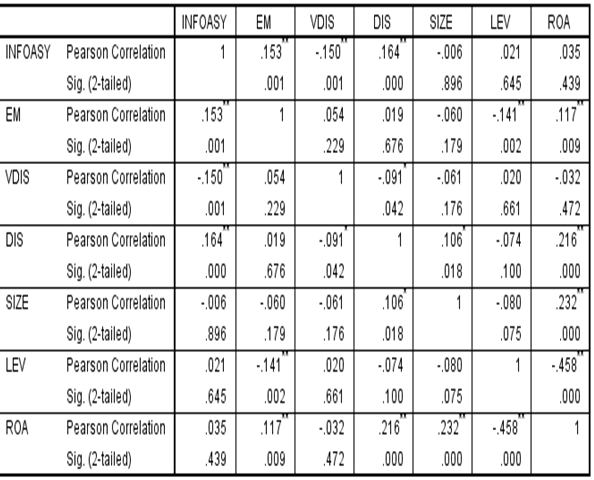 INFOASY EM VDIS DIS SIZE LEV ROA
INFOASY Pearson Correlation 1 .153** -.150** .164** -.006 .021 .035
Sig. (2-tailed) .001 .001 .000 .896 .645 .439
EM Pearson Correlation .153** 1 .054 .019 -.060 -.141** .117**
Sig. (2-tailed) .001 .229 .676 .179 .002 .009
VDIS Pearson Correlation -.150** .054 1 -.091* -.061 .020 -.032
Sig. (2-tailed) .001 .229 .042 .176 .661 .472
DIS Pearson Correlation .164** .019 -.091* 1 .106* -.074 .216**
Sig. (2-tailed) .000 .676 .042 .018 .100 .000
SIZE Pearson Correlation -.006 -.060 -.061 .106* 1 -.080 .232**
Sig. (2-tailed) .896 .179 .176 .018 .075 .000
LEV Pearson Correlation .021 -.141** .020 -.074 -.080 1 -.458**
Sig. (2-tailed) .645 .002 .661 .100 .075 .000
ROA Pearson Correlation .035 .117** -.032 .216** .232** -.458** 1
Sig. (2-tailed) .439 .009 .472 .000 .000 .000